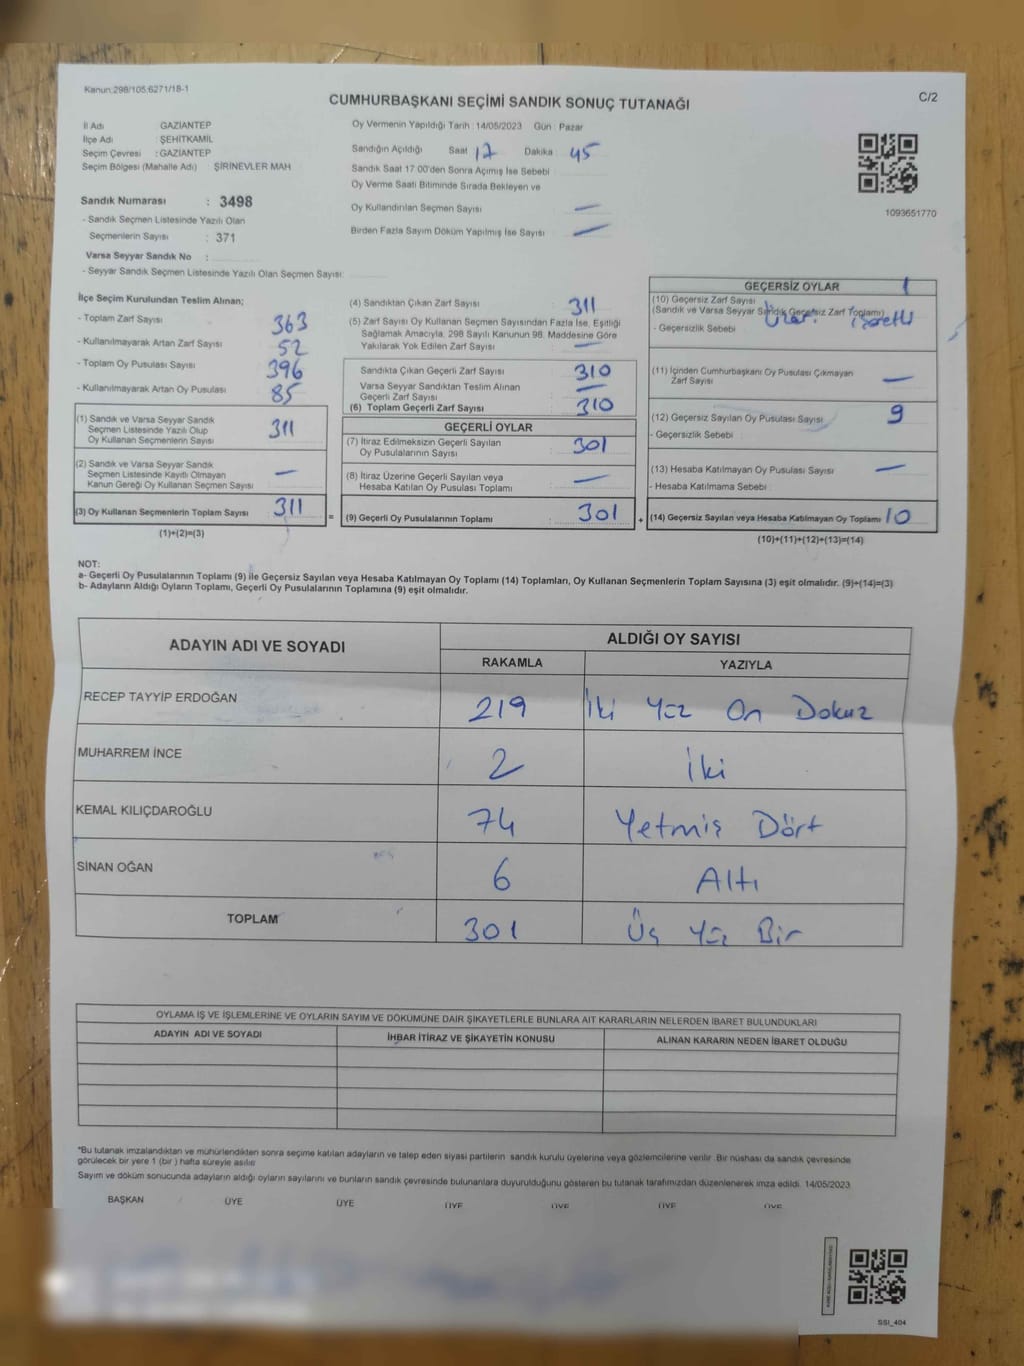 Kanun:298/105;6271/18-1
CUMHURBAŞKANI SEÇİMİ SANDIK SONUÇ TUTANAĞI
C/2
İl Adı GAZİANTEP
İlçe Adı : ŞEHİTKAMİL
Seçim Çevresi : GAZİANTEP
Seçim Bölgesi (Mahalle Adı) : ŞİRİNEVLER MAH
Sandık Numarası : 3498
- Sandık Seçmen Listesinde Yazılı Olan
Seçmenlerin Sayısı : 371
Varsa Seyyar Sandık No :
- Seyyar Sandık Seçmen Listesinde Yazılı Olan Seçmen Sayısı:
Oy Vermenin Yapıldığı Tarih : 14/05/2023 Gün : Pazar
Sandığın Açıldığı Saat 17 Dakika : 45
Sandık Saat 17.00'den Sonra Açımış İse Sebebi
Oy Verme Saati Bitiminde Sırada Bekleyen ve
Oy Kullandırılan Seçmen Sayısı —
Birden Fazla Sayım Döküm Yapılmış İse Sayısı : —
1093651770
İlçe Seçim Kurulundan Teslim Alınan;
- Toplam Zarf Sayısı 363
- Kullanılmayarak Artan Zarf Sayısı 52
- Toplam Oy Pusulası Sayısı 396
- Kullanılmayarak Artan Oy Pusulası 85
(1) Sandık ve Varsa Seyyar Sandık
Seçmen Listesinde Yazılı Olup
Oy Kullanan Seçmenlerin Sayısı 311
(2) Sandık ve Varsa Seyyar Sandık
Seçmen Listesinde Kayıtlı Olmayan
Kanun Gereği Oy Kullanan Seçmen Sayısı —
(3) Oy Kullanan Seçmenlerin Toplam Sayısı 311
(1)+(2)=(3)
(4) Sandıktan Çıkan Zarf Sayısı 311
(5) Zarf Sayısı Oy Kullanan Seçmen Sayısından Fazla İse, Eşitliği
Sağlamak Amacıyla, 298 Sayılı Kanunun 98. Maddesine Göre
Yakılarak Yok Edilen Zarf Sayısı —
Sandıkta Çıkan Geçerli Zarf Sayısı 310
Varsa Seyyar Sandıktan Teslim Alınan
Geçerli Zarf Sayısı : —
(6) Toplam Geçerli Zarf Sayısı 310
GEÇERLİ OYLAR
(7) İtiraz Edilmeksizin Geçerli Sayılan
Oy Pusulalarının Sayısı : 301
(8) İtiraz Üzerine Geçerli Sayılan veya
Hesaba Katılan Oy Pusulası Toplamı : —
= (9) Geçerli Oy Pusulalarının Toplamı : 301
GEÇERSİZ OYLAR
(10) Geçersiz Zarf Sayısı 1
(Sandık ve Varsa Seyyar Sandık Geçersiz Zarf Toplamı)
- Geçersizlik Sebebi işaretli
(11) İçinden Cumhurbaşkanı Oy Pusulası Çıkmayan
Zarf Sayısı —
(12) Geçersiz Sayılan Oy Pusulası Sayısı 9
- Geçersizlik Sebebi :
(13) Hesaba Katılmayan Oy Pusulası Sayısı —
- Hesaba Katılmama Sebebi
+ (14) Geçersiz Sayılan veya Hesaba Katılmayan Oy Toplamı 10
(10)+(11)+(12)+(13)=(14)
NOT:
a- Geçerli Oy Pusulalarının Toplamı (9) ile Geçersiz Sayılan veya Hesaba Katılmayan Oy Toplamı (14) Toplamları, Oy Kullanan Seçmenlerin Toplam Sayısına (3) eşit olmalıdır. (9)+(14)=(3)
b- Adayların Aldığı Oyların Toplamı, Geçerli Oy Pusulalarının Toplamına (9) eşit olmalıdır.
ADAYIN ADI VE SOYADI ALDIĞI OY SAYISI
RAKAMLA YAZIYLA
RECEP TAYYİP ERDOĞAN 219 İki Yüz On Dokuz
MUHARREM İNCE 2 İki
KEMAL KILIÇDAROĞLU 74 Yetmiş Dört
SİNAN OĞAN 6 Altı
TOPLAM 301 Üç Yüz Bir
OYLAMA İŞ VE İŞLEMLERİNE VE OYLARIN SAYIM VE DÖKÜMÜNE DAİR ŞİKAYETLERLE BUNLARA AİT KARARLARIN NELERDEN İBARET BULUNDUKLARI
ADAYIN ADI VE SOYADI İHBAR İTİRAZ VE ŞİKAYETİN KONUSU ALINAN KARARIN NEDEN İBARET OLDUĞU
*Bu tutanak imzalandıktan ve mühürlendikten sonra seçime katılan adayların ve talep eden siyasi partilerin sandık kurulu üyelerine veya gözlemcilerine verilir. Bir nüshası da sandık çevresinde
görülecek bir yere 1 (bir) hafta süreyle asılır
Sayım ve döküm sonucunda adayların aldığı oyların sayılarını ve bunların sandık çevresinde bulunanlara duyurulduğunu gösteren bu tutanak tarafımızdan düzenlenerek imza edildi. 14/05/2023
BAŞKAN ÜYE ÜYE ÜYE ÜYE ÜYE ÜYE
SSI_404